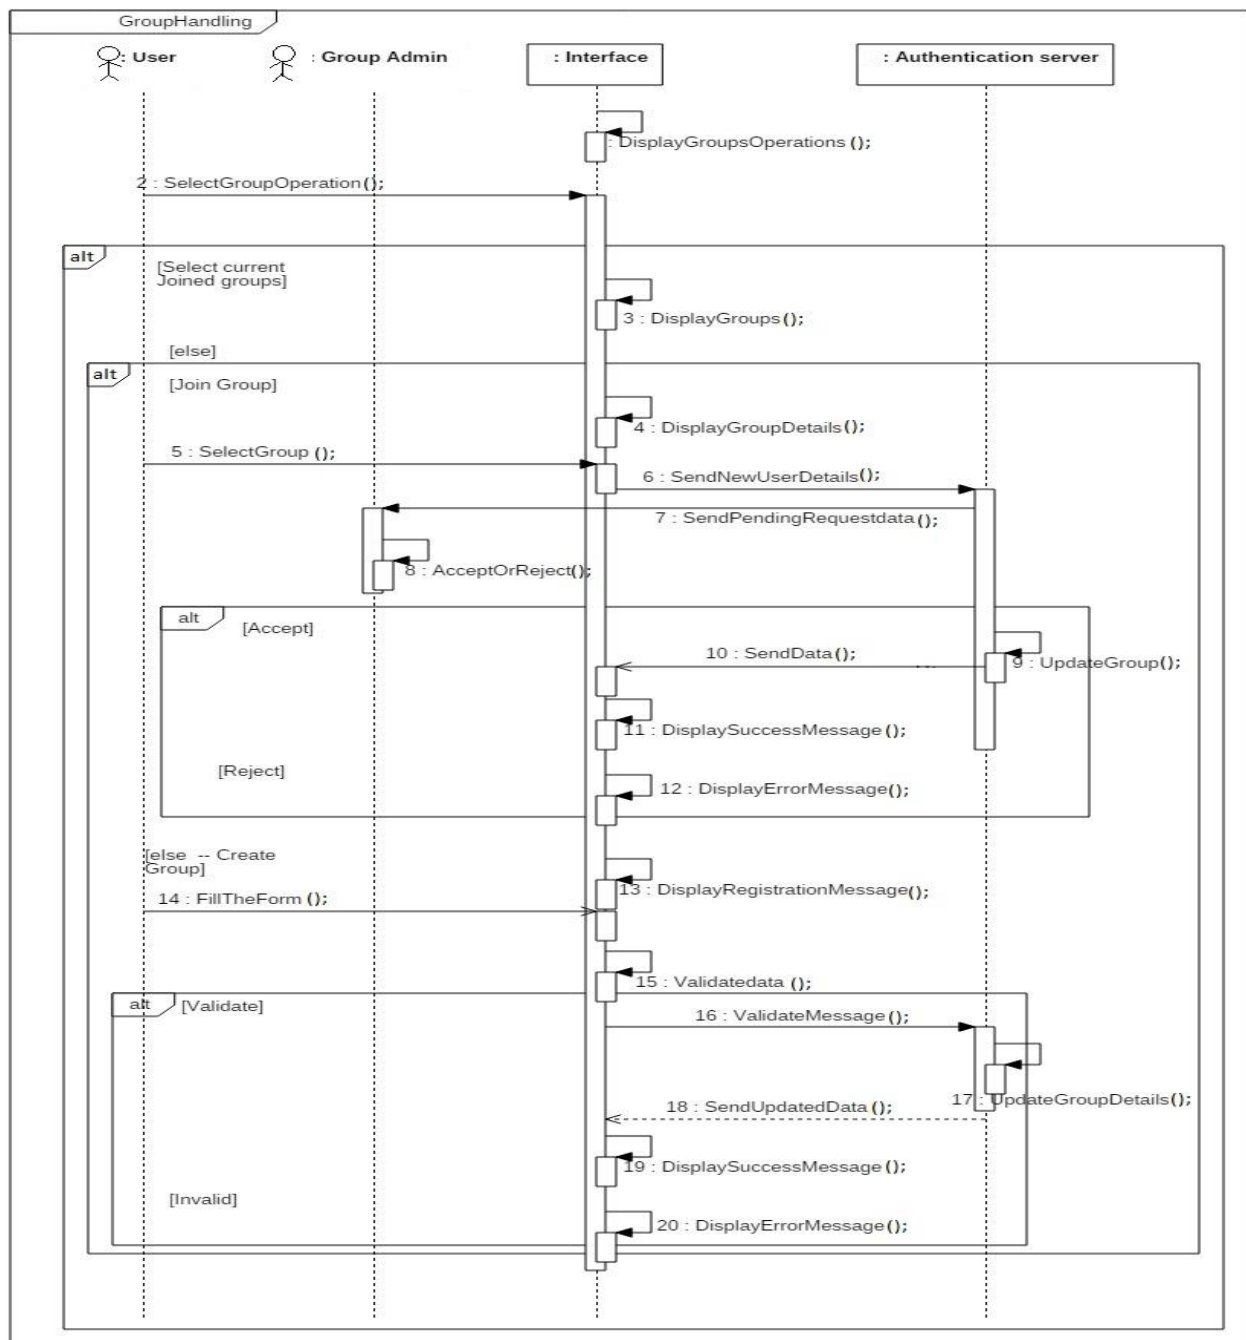 GroupHandling
: User
: Group Admin
: Interface
: Authentication server
: DisplayGroupsOperations ();
2 : SelectGroupOperation();
alt
[Select current
Joined groups]
3 : DisplayGroups();
[else]
alt
[Join Group]
4 : DisplayGroupDetails();
5 : SelectGroup ();
6 : SendNewUserDetails();
7 : SendPendingRequestdata();
8 : AcceptOrReject();
alt
[Accept]
10 : SendData();
9 : UpdateGroup();
11 : DisplaySuccessMessage ();
[Reject]
12 : DisplayErrorMessage();
[else -- Create
Group]
13 : DisplayRegistrationMessage();
14 : FillTheForm ();
15 : Validatedata ();
alt
[Validate]
16 : ValidateMessage();
17 : UpdateGroupDetails();
18 : SendUpdatedData();
19 : DisplaySuccessMessage();
[Invalid]
20 : DisplayErrorMessage();